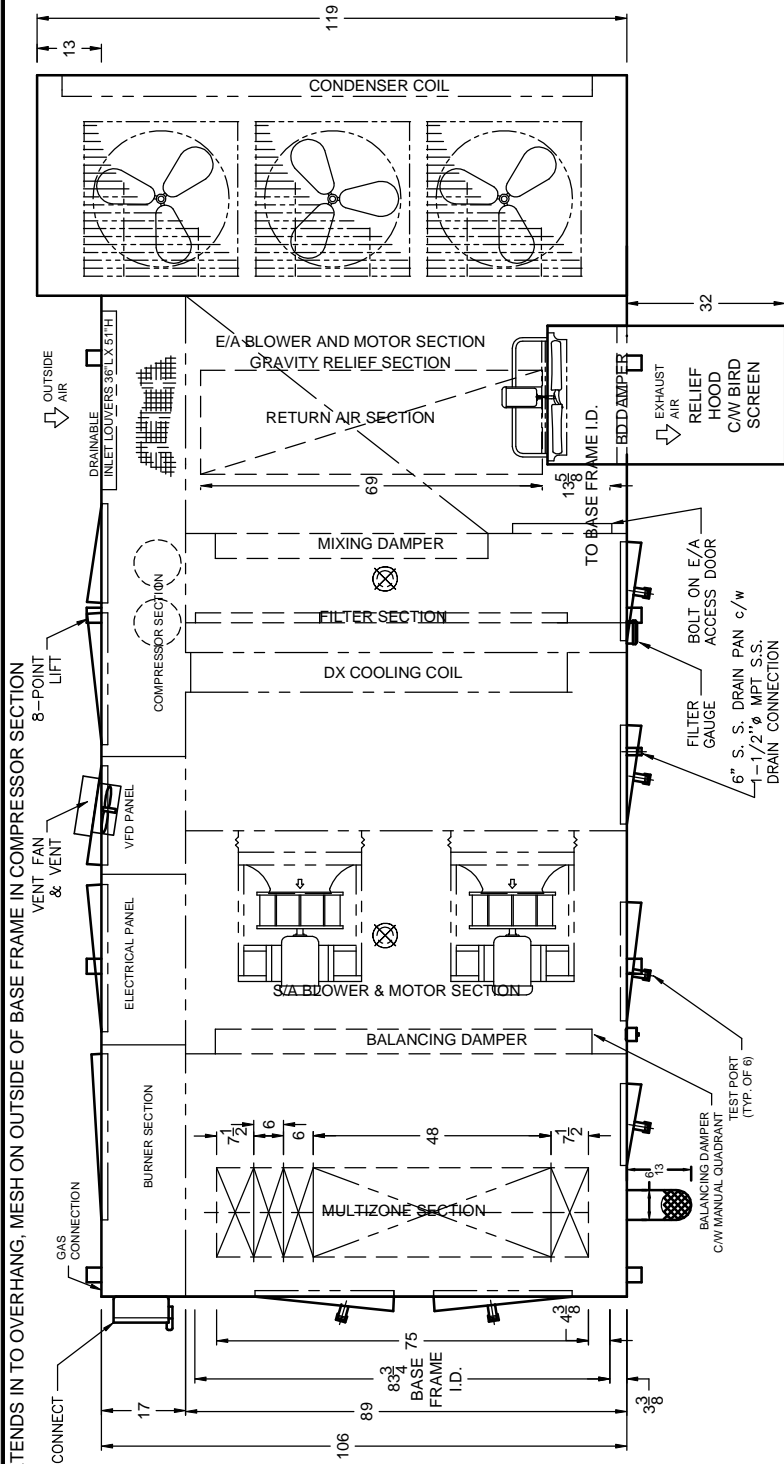 TENDS IN TO OVERHANG, MESH ON OUTSIDE OF BASE FRAME IN COMPRESSOR SECTION
CONNECT
GAS
CONNECTION
VENT FAN
& VENT
8-POINT
LIFT
OUTSIDE
AIR
13
119
DRAINABLE
INLET LOUVERS 36"L X 51"H
CONDENSER COIL
BURNER SECTION
ELECTRICAL PANEL
VFD PANEL
COMPRESSOR SECTION
E/A BLOWER AND MOTOR SECTION
GRAVITY RELIEF SECTION
RETURN AIR SECTION
69
13 5/8
TO BASE FRAME I.D.
MIXING DAMPER
FILTER SECTION
DX COOLING COIL
S/A BLOWER & MOTOR SECTION
BALANCING DAMPER
7 1/2
6
6
48
7 1/2
MULTIZONE SECTION
17
89
106
83 3/4
BASE
FRAME
I.D.
75
4 3/8
3 3/8
6
13
BALANCING DAMPER
C/W MANUAL QUADRANT
TEST PORT
(TYP. OF 6)
6" S. S. DRAIN PAN c/w
1-1/2"ø MPT S.S.
DRAIN CONNECTION
FILTER
GAUGE
BOLT ON E/A
ACCESS DOOR
BD DAMPER
EXHAUST
AIR
RELIEF
HOOD
C/W BIRD
SCREEN
32